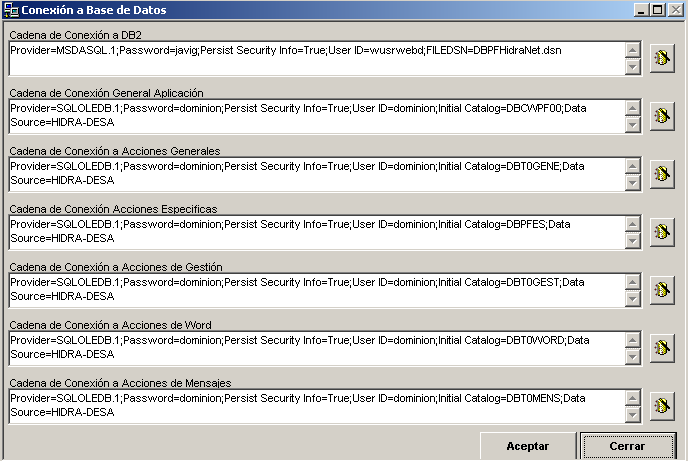 Conexión a Base de Datos
Cadena de Conexión a DB2
Provider=MSDASQL.1;Password=javig;Persist Security Info=True;User ID=wusrwebd;FILEDSN=DBPFHidraNet.dsn
Cadena de Conexión General Aplicación
Provider=SQLOLEDB.1;Password=dominion;Persist Security Info=True;User ID=dominion;Initial Catalog=DBCWPF00;Data
Source=HIDRA-DESA
Cadena de Conexión a Acciones Generales
Provider=SQLOLEDB.1;Password=dominion;Persist Security Info=True;User ID=dominion;Initial Catalog=DBT0GENE;Data
Source=HIDRA-DESA
Cadena de Conexión Acciones Especificas
Provider=SQLOLEDB.1;Password=dominion;Persist Security Info=True;User ID=dominion;Initial Catalog=DBPFES;Data
Source=HIDRA-DESA
Cadena de Conexión a Acciones de Gestión
Provider=SQLOLEDB.1;Password=dominion;Persist Security Info=True;User ID=dominion;Initial Catalog=DBT0GEST;Data
Source=HIDRA-DESA
Cadena de Conexión a Acciones de Word
Provider=SQLOLEDB.1;Password=dominion;Persist Security Info=True;User ID=dominion;Initial Catalog=DBT0WORD;Data
Source=HIDRA-DESA
Cadena de Conexión a Acciones de Mensajes
Provider=SQLOLEDB.1;Password=dominion;Persist Security Info=True;User ID=dominion;Initial Catalog=DBT0MENS;Data
Source=HIDRA-DESA
Aceptar
Cerrar